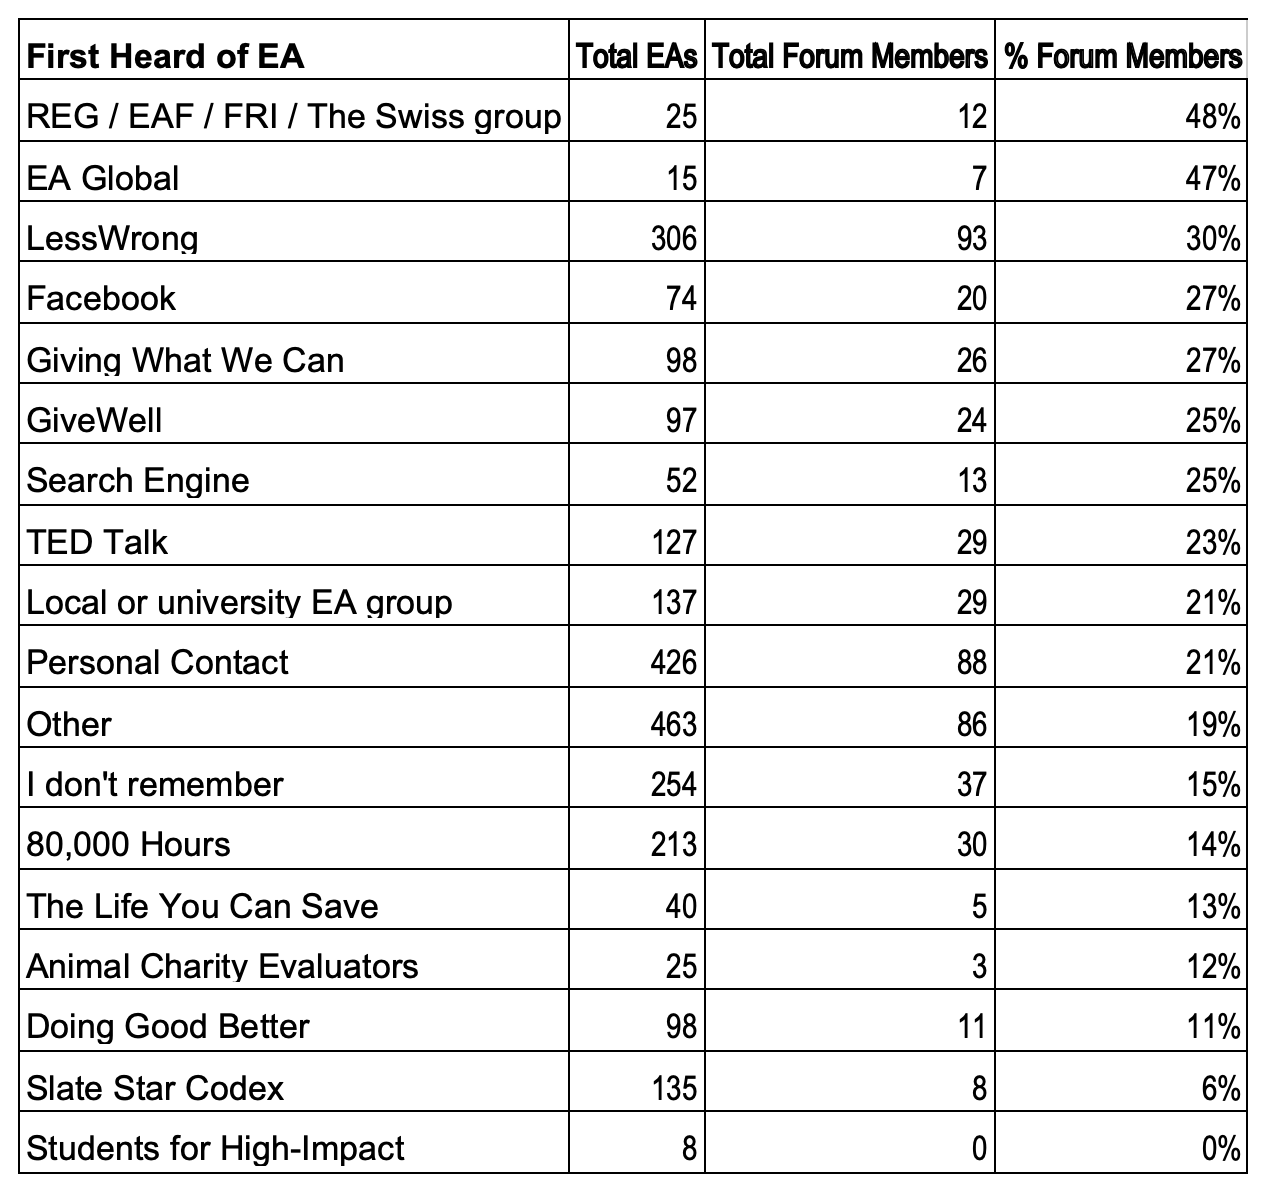 First Heard of EA Total EAs Total Forum Members % Forum Members
REG / EAF / FRI / The Swiss group 25 12 48%
EA Global 15 7 47%
LessWrong 306 93 30%
Facebook 74 20 27%
Giving What We Can 98 26 27%
GiveWell 97 24 25%
Search Engine 52 13 25%
TED Talk 127 29 23%
Local or university EA group 137 29 21%
Personal Contact 426 88 21%
Other 463 86 19%
I don't remember 254 37 15%
80,000 Hours 213 30 14%
The Life You Can Save 40 5 13%
Animal Charity Evaluators 25 3 12%
Doing Good Better 98 11 11%
Slate Star Codex 135 8 6%
Students for High-Impact 8 0 0%